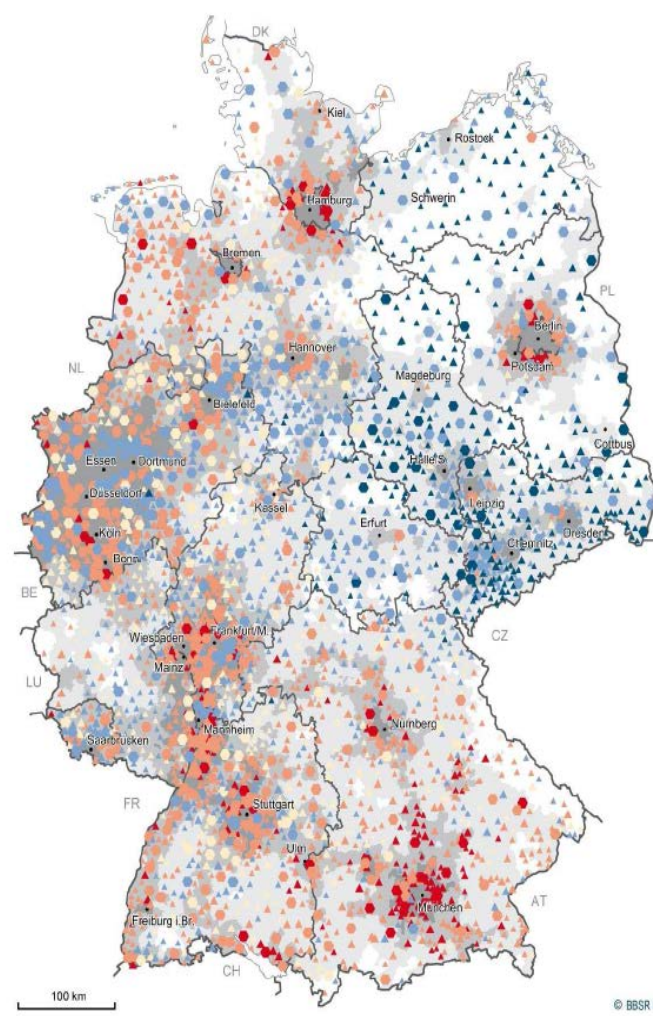 DK
Kiel
Rostock
Hamburg
Schwerin
Bremen
PL
Berlin
Hannover
Potsdam
NL
Magdeburg
Bielefeld
Cottbus
Essen
Dortmund
Halle/S.
Düsseldorf
Leipzig
Kassel
Erfurt
Dresden
Köln
Chemnitz
Bonn
BE
Wiesbaden
Frankfurt/M.
CZ
Mainz
LU
Mannheim
Nürnberg
Saarbrücken
FR
Stuttgart
Ulm
München
AT
Freiburg i.Br.
CH
100 km
© BBSR